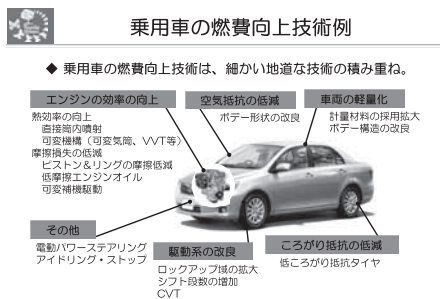 乗用車の燃費向上技術例
◆ 乗用車の燃費向上技術は、細かい地道な技術の積み重ね。
エンジンの効率の向上
熱効率の向上
直接筒内噴射
可変機構（可変気筒、VVT等）
摩擦損失の低減
ピストン＆リングの摩擦低減
低摩擦エンジンオイル
可変補機駆動
空気抵抗の低減
ボデー形状の改良
車両の軽量化
計量材料の採用拡大
ボデー構造の改良
その他
電動パワーステアリング
アイドリング・ストップ
駆動系の改良
ロックアップ域の拡大
シフト段数の増加
CVT
ころがり抵抗の低減
低ころがり抵抗タイヤ